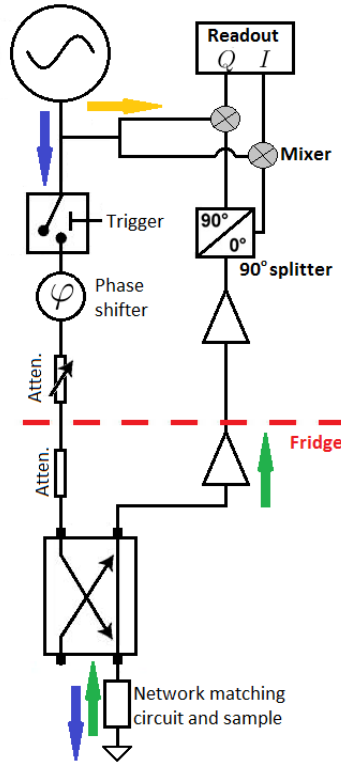 Readout
Q I
Mixer
Trigger
90°
0°
90° splitter
φ
Phase
shifter
Atten.
Fridge
Atten.
Network matching
circuit and sample